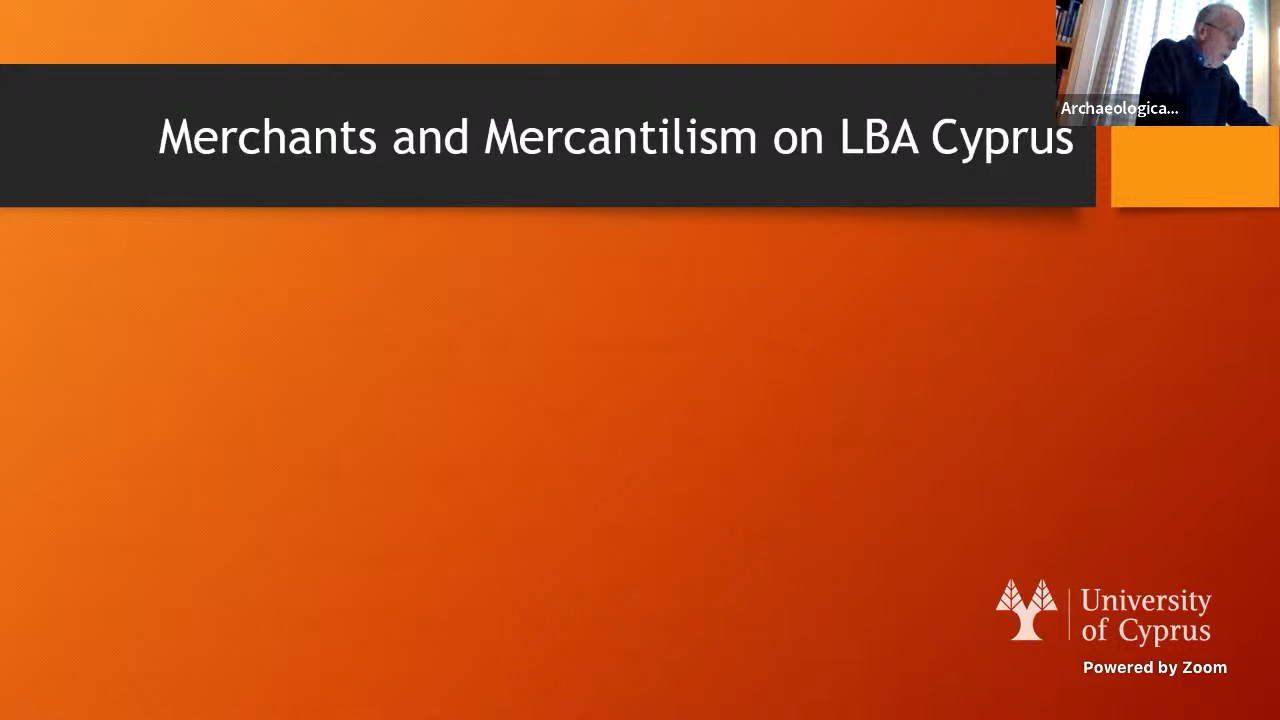 Archaeologica...
Merchants and Mercantilism on LBA Cyprus
University
of Cyprus
Powered by Zoom